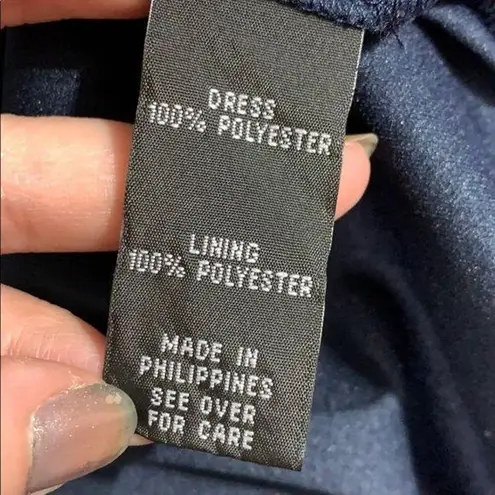 DRESS
100% POLYESTER
LINING
100% POLYESTER
MADE IN
PHILIPPINES
SEE OVER
FOR CARE